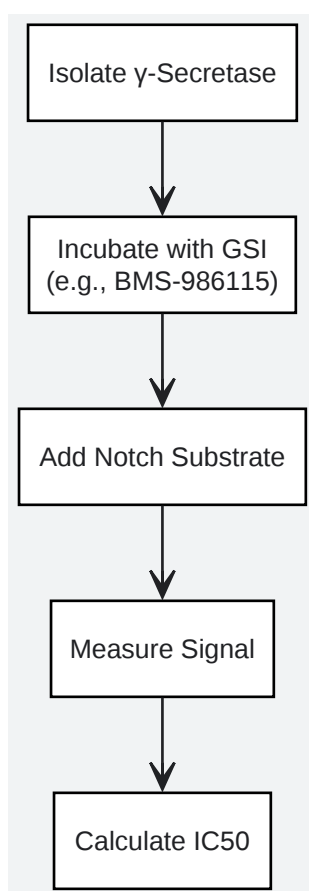 Isolate γ-Secretase
Incubate with GSI
(e.g., BMS-986115)
Add Notch Substrate
Measure Signal
Calculate IC50